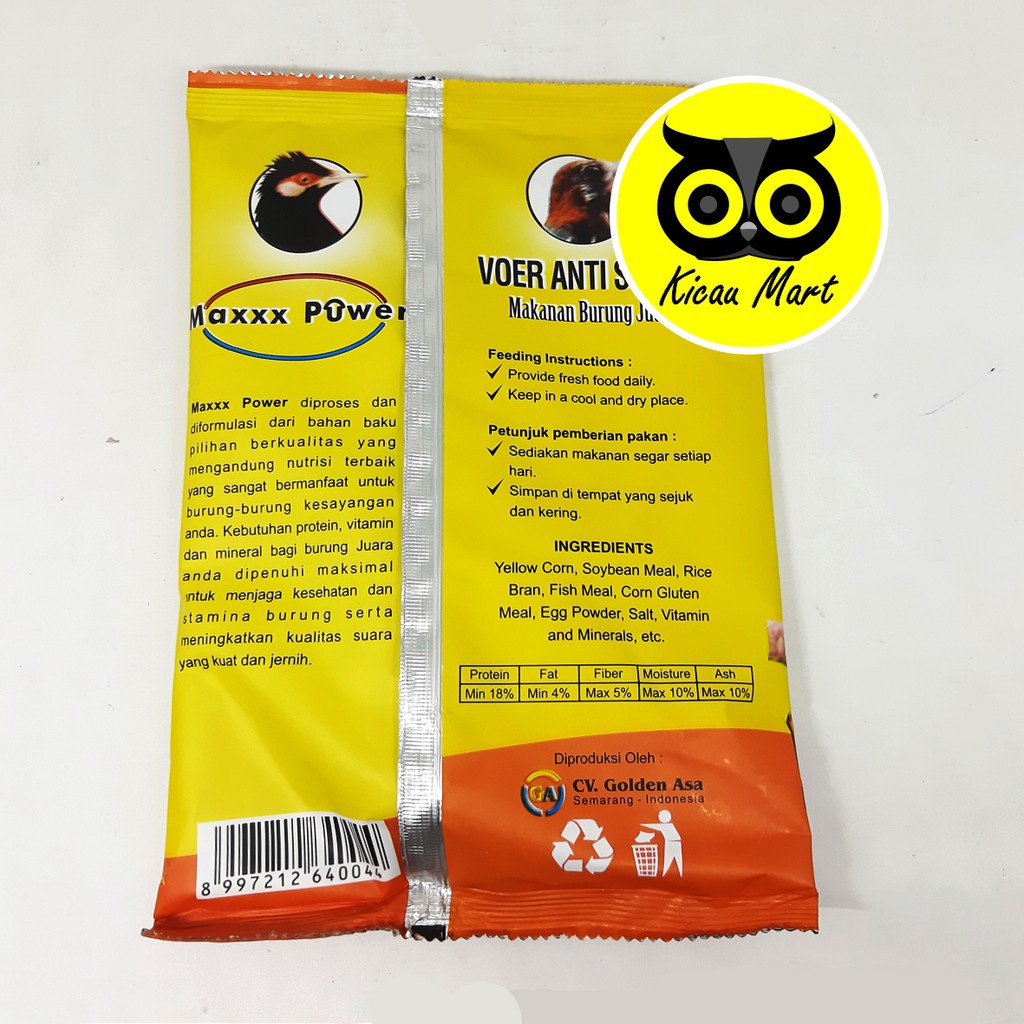 Maxxx Power
Maxxx Power diproses dan
diformulasi dari bahan baku
pilihan berkualitas yang
mengandung nutrisi terbaik
yang sangat bermanfaat untuk
burung-burung kesayangan
anda. Kebutuhan protein, vitamin
dan mineral bagi burung Juara
anda dipenuhi maksimal
untuk menjaga kesehatan dan
stamina burung serta
meningkatkan kualitas suara
yang kuat dan jernih.
8 997212 640044
Kicau Mart
VOER ANTI
Makanan Burung
Feeding Instructions :
✓ Provide fresh food daily.
✓ Keep in a cool and dry place.
Petunjuk pemberian pakan :
✓ Sediakan makanan segar setiap
hari.
✓ Simpan di tempat yang sejuk
dan kering.
INGREDIENTS
Yellow Corn, Soybean Meal, Rice
Bran, Fish Meal, Corn Gluten
Meal, Egg Powder, Salt, Vitamin
and Minerals, etc.
Protein Fat Fiber Moisture Ash
Min 18% Min 4% Max 5% Max 10% Max 10%
Diproduksi Oleh :
GA CV. Golden Asa
Semarang - Indonesia